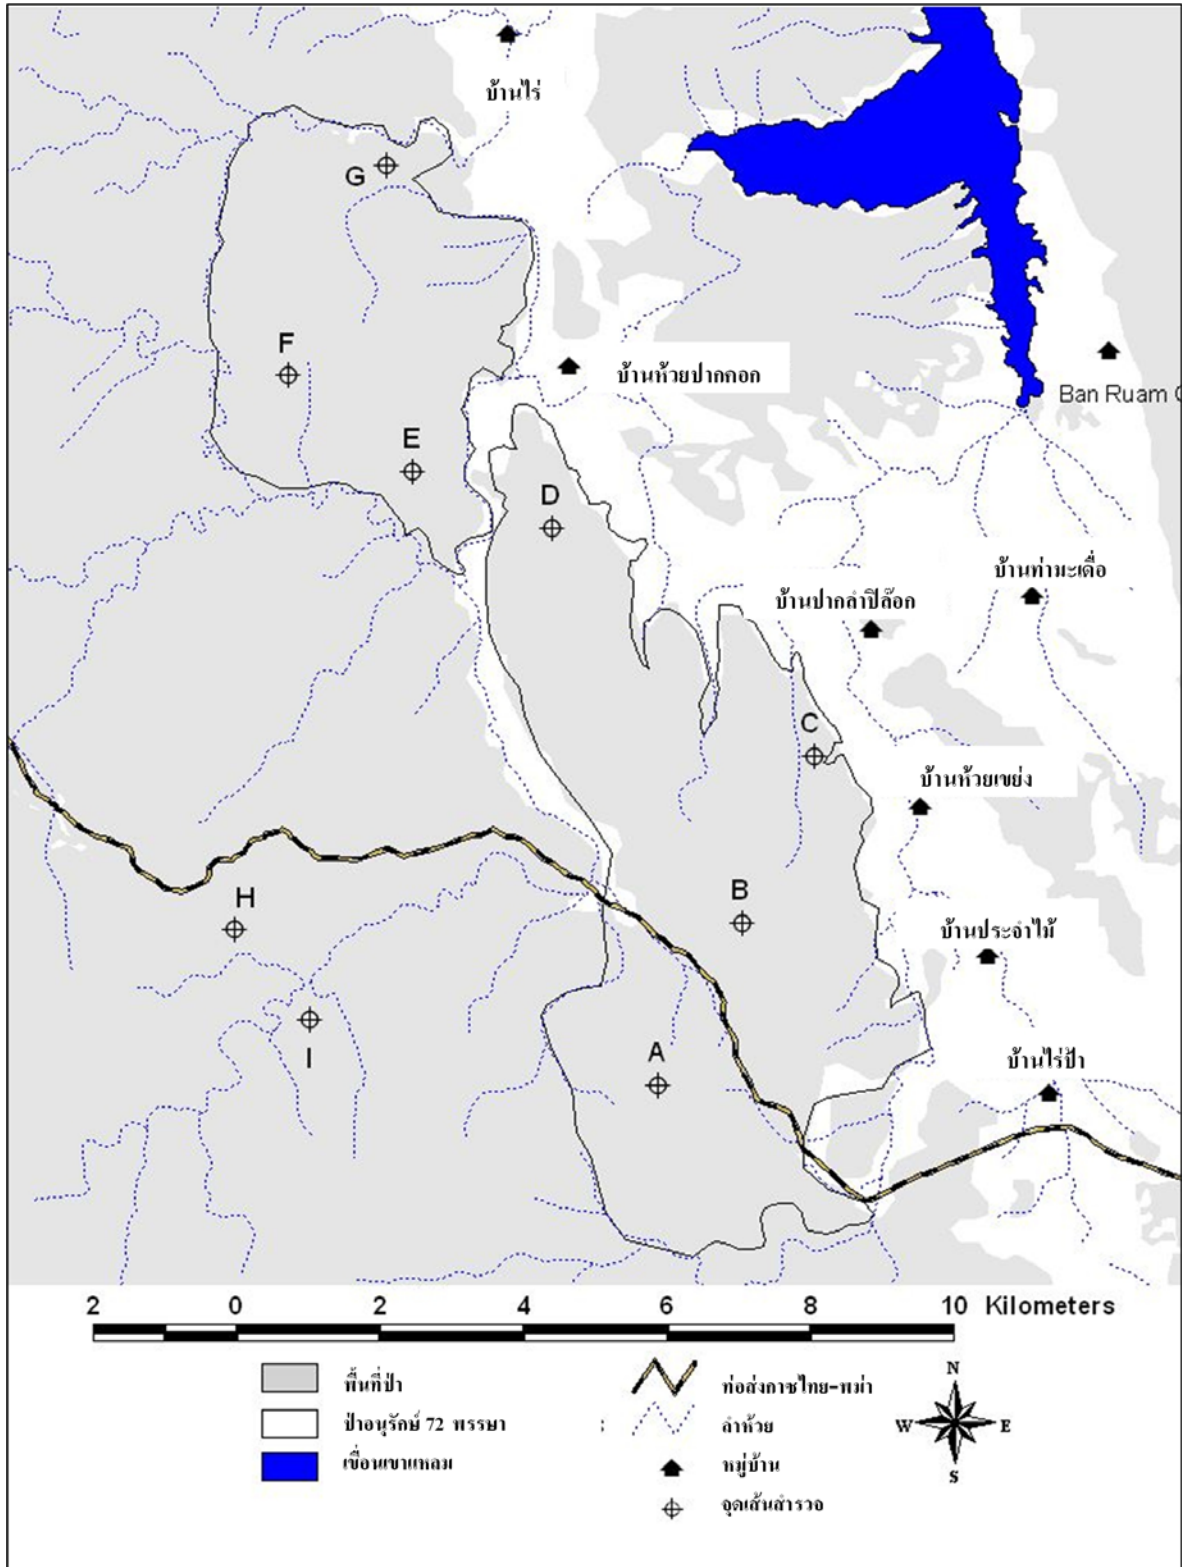 บ้านไร่
G
F
บ้านห้วยปากคอก
Ban Ruam
E
D
บ้านท่ามะเดื่อ
บ้านปากลำปิล๊อก
C
บ้านห้วยเขย่ง
H
B
บ้านประจำไม้
I
A
บ้านไร่ป้า
2 0 2 4 6 8 10 Kilometers
พื้นที่ป่า
ป่าอนุรักษ์ 72 พรรษา
เขื่อนเขาแหลม
ท่อส่งกาซไทย-พม่า
ลำห้วย
หมู่บ้าน
จุดเส้นสำรวจ
N
W E
S